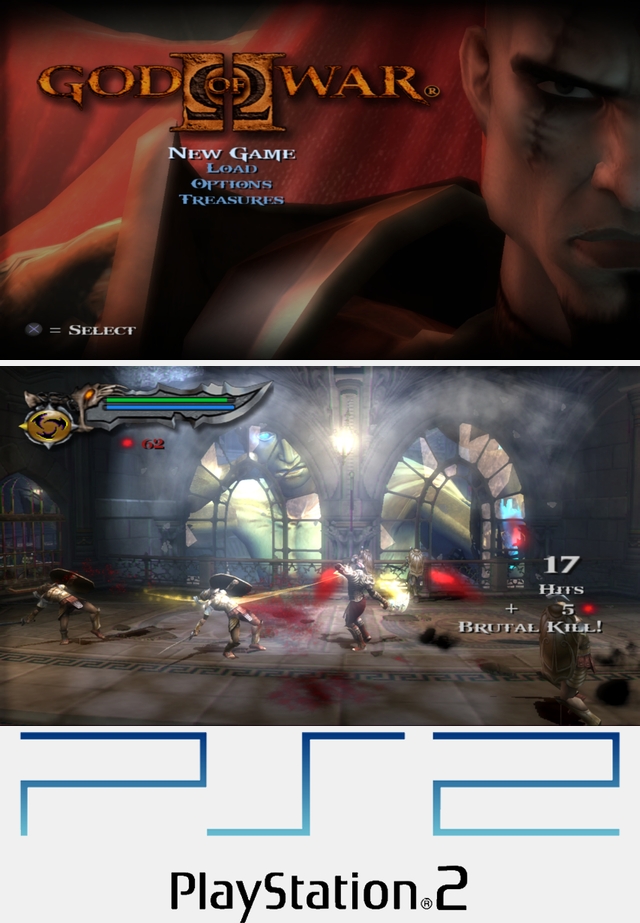 GOD OF WAR®
II
NEW GAME
LOAD
OPTIONS
TREASURES
= SELECT
62
17
HITS
+ 5
BRUTAL KILL!
PS2
PlayStation®2